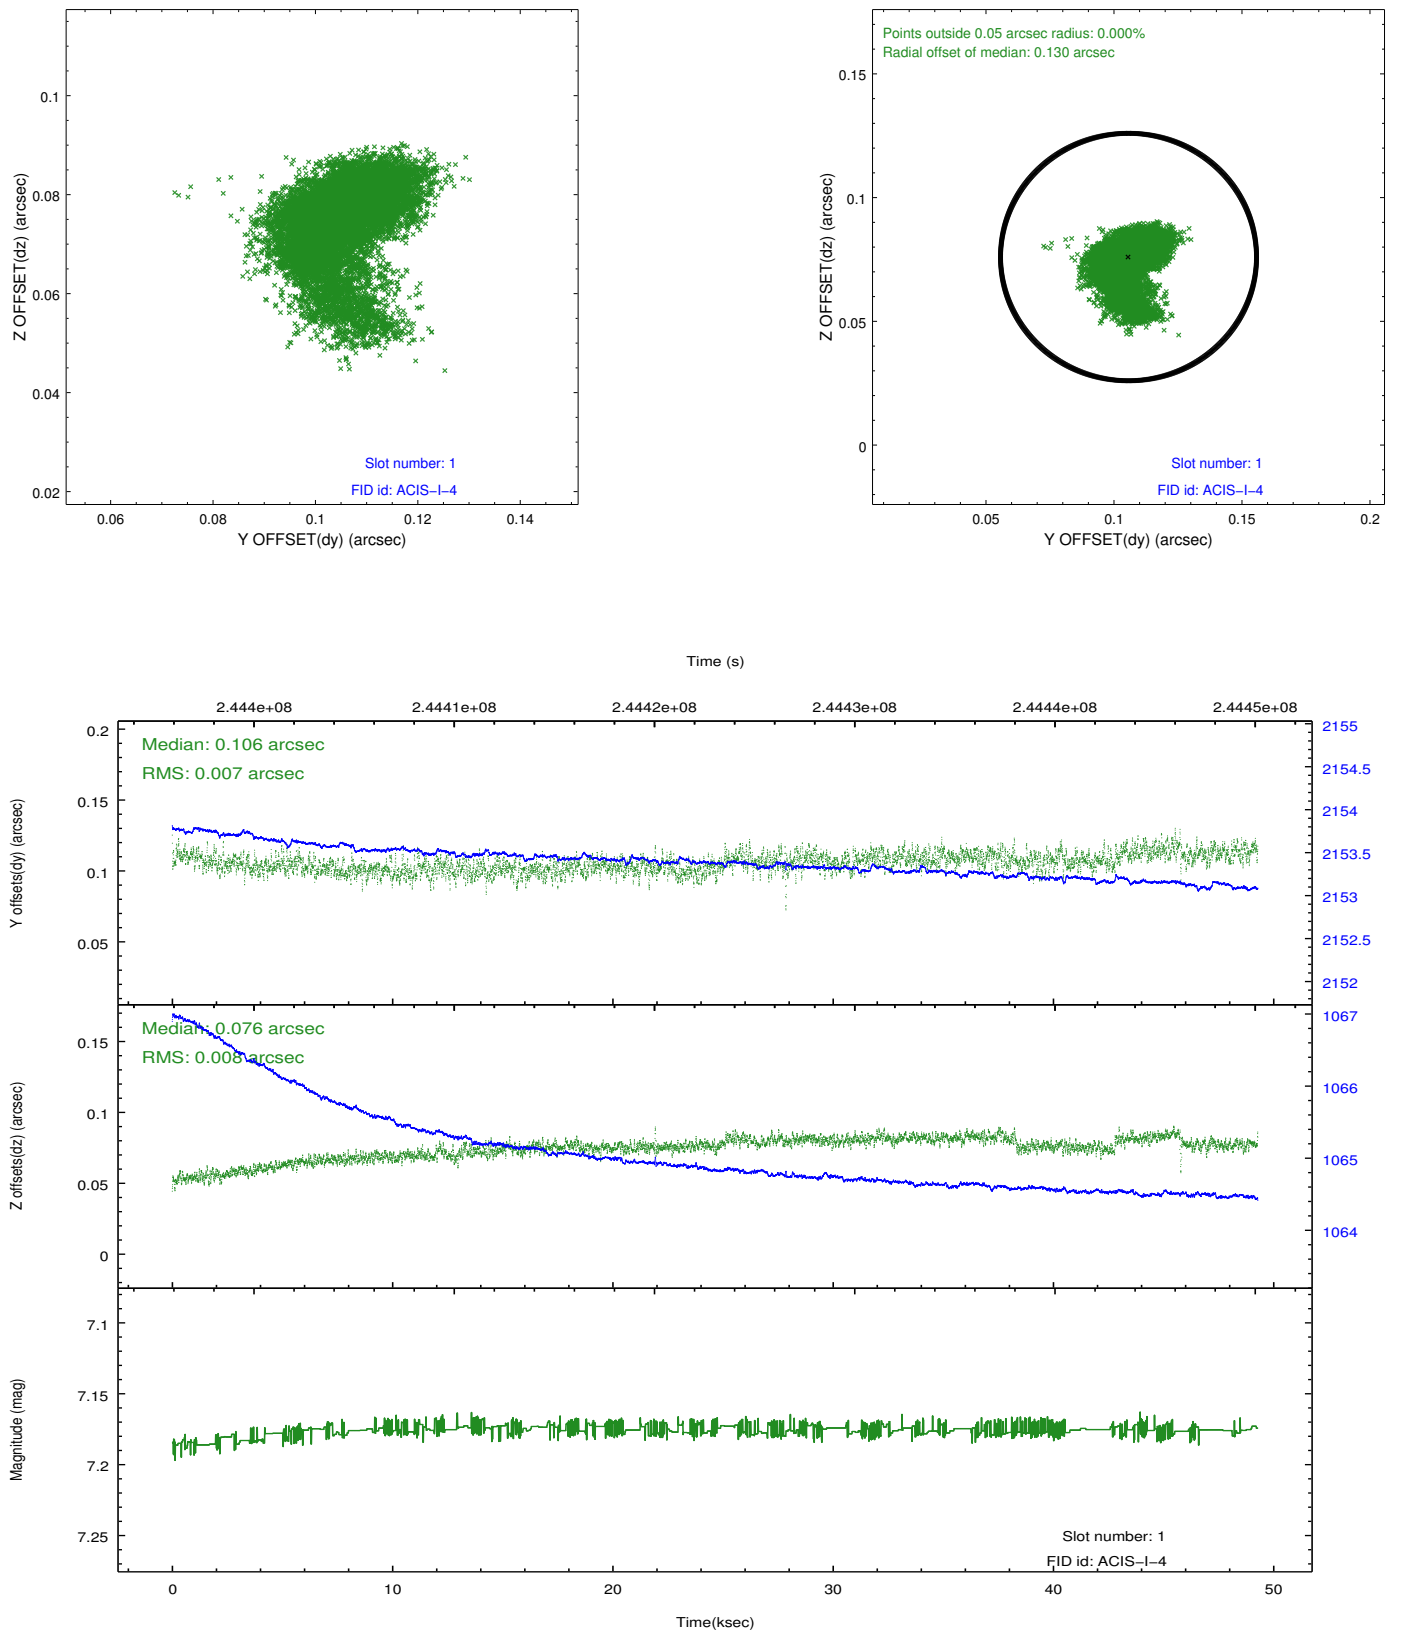 0.1
0.08
0.06
0.04
0.02
Z OFFSET(dz) (arcsec)
Slot number: 1
FID id: ACIS−I−4
0.06
0.08
0.1
0.12
0.14
Y OFFSET(dy) (arcsec)
Points outside 0.05 arcsec radius: 0.000%
Radial offset of median: 0.130 arcsec
0.15
0.1
0.05
0
Z OFFSET(dz) (arcsec)
Slot number: 1
FID id: ACIS−I−4
0.05
0.1
0.15
0.2
Y OFFSET(dy) (arcsec)
Time (s)
2.444e+08
2.4441e+08
2.4442e+08
2.4443e+08
2.4444e+08
2.4445e+08
Median: 0.106 arcsec
RMS: 0.007 arcsec
0.2
0.15
0.1
0.05
Y offsets(dy) (arcsec)
2155
2154.5
2154
2153.5
2153
2152.5
2152
Median: 0.076 arcsec
RMS: 0.008 arcsec
0.15
0.1
0.05
0
Z offsets(dz) (arcsec)
1067
1066
1065
1064
7.1
7.15
7.2
7.25
Magnitude (mag)
Slot number: 1
FID id: ACIS−I−4
0
10
20
30
40
50
Time(ksec)